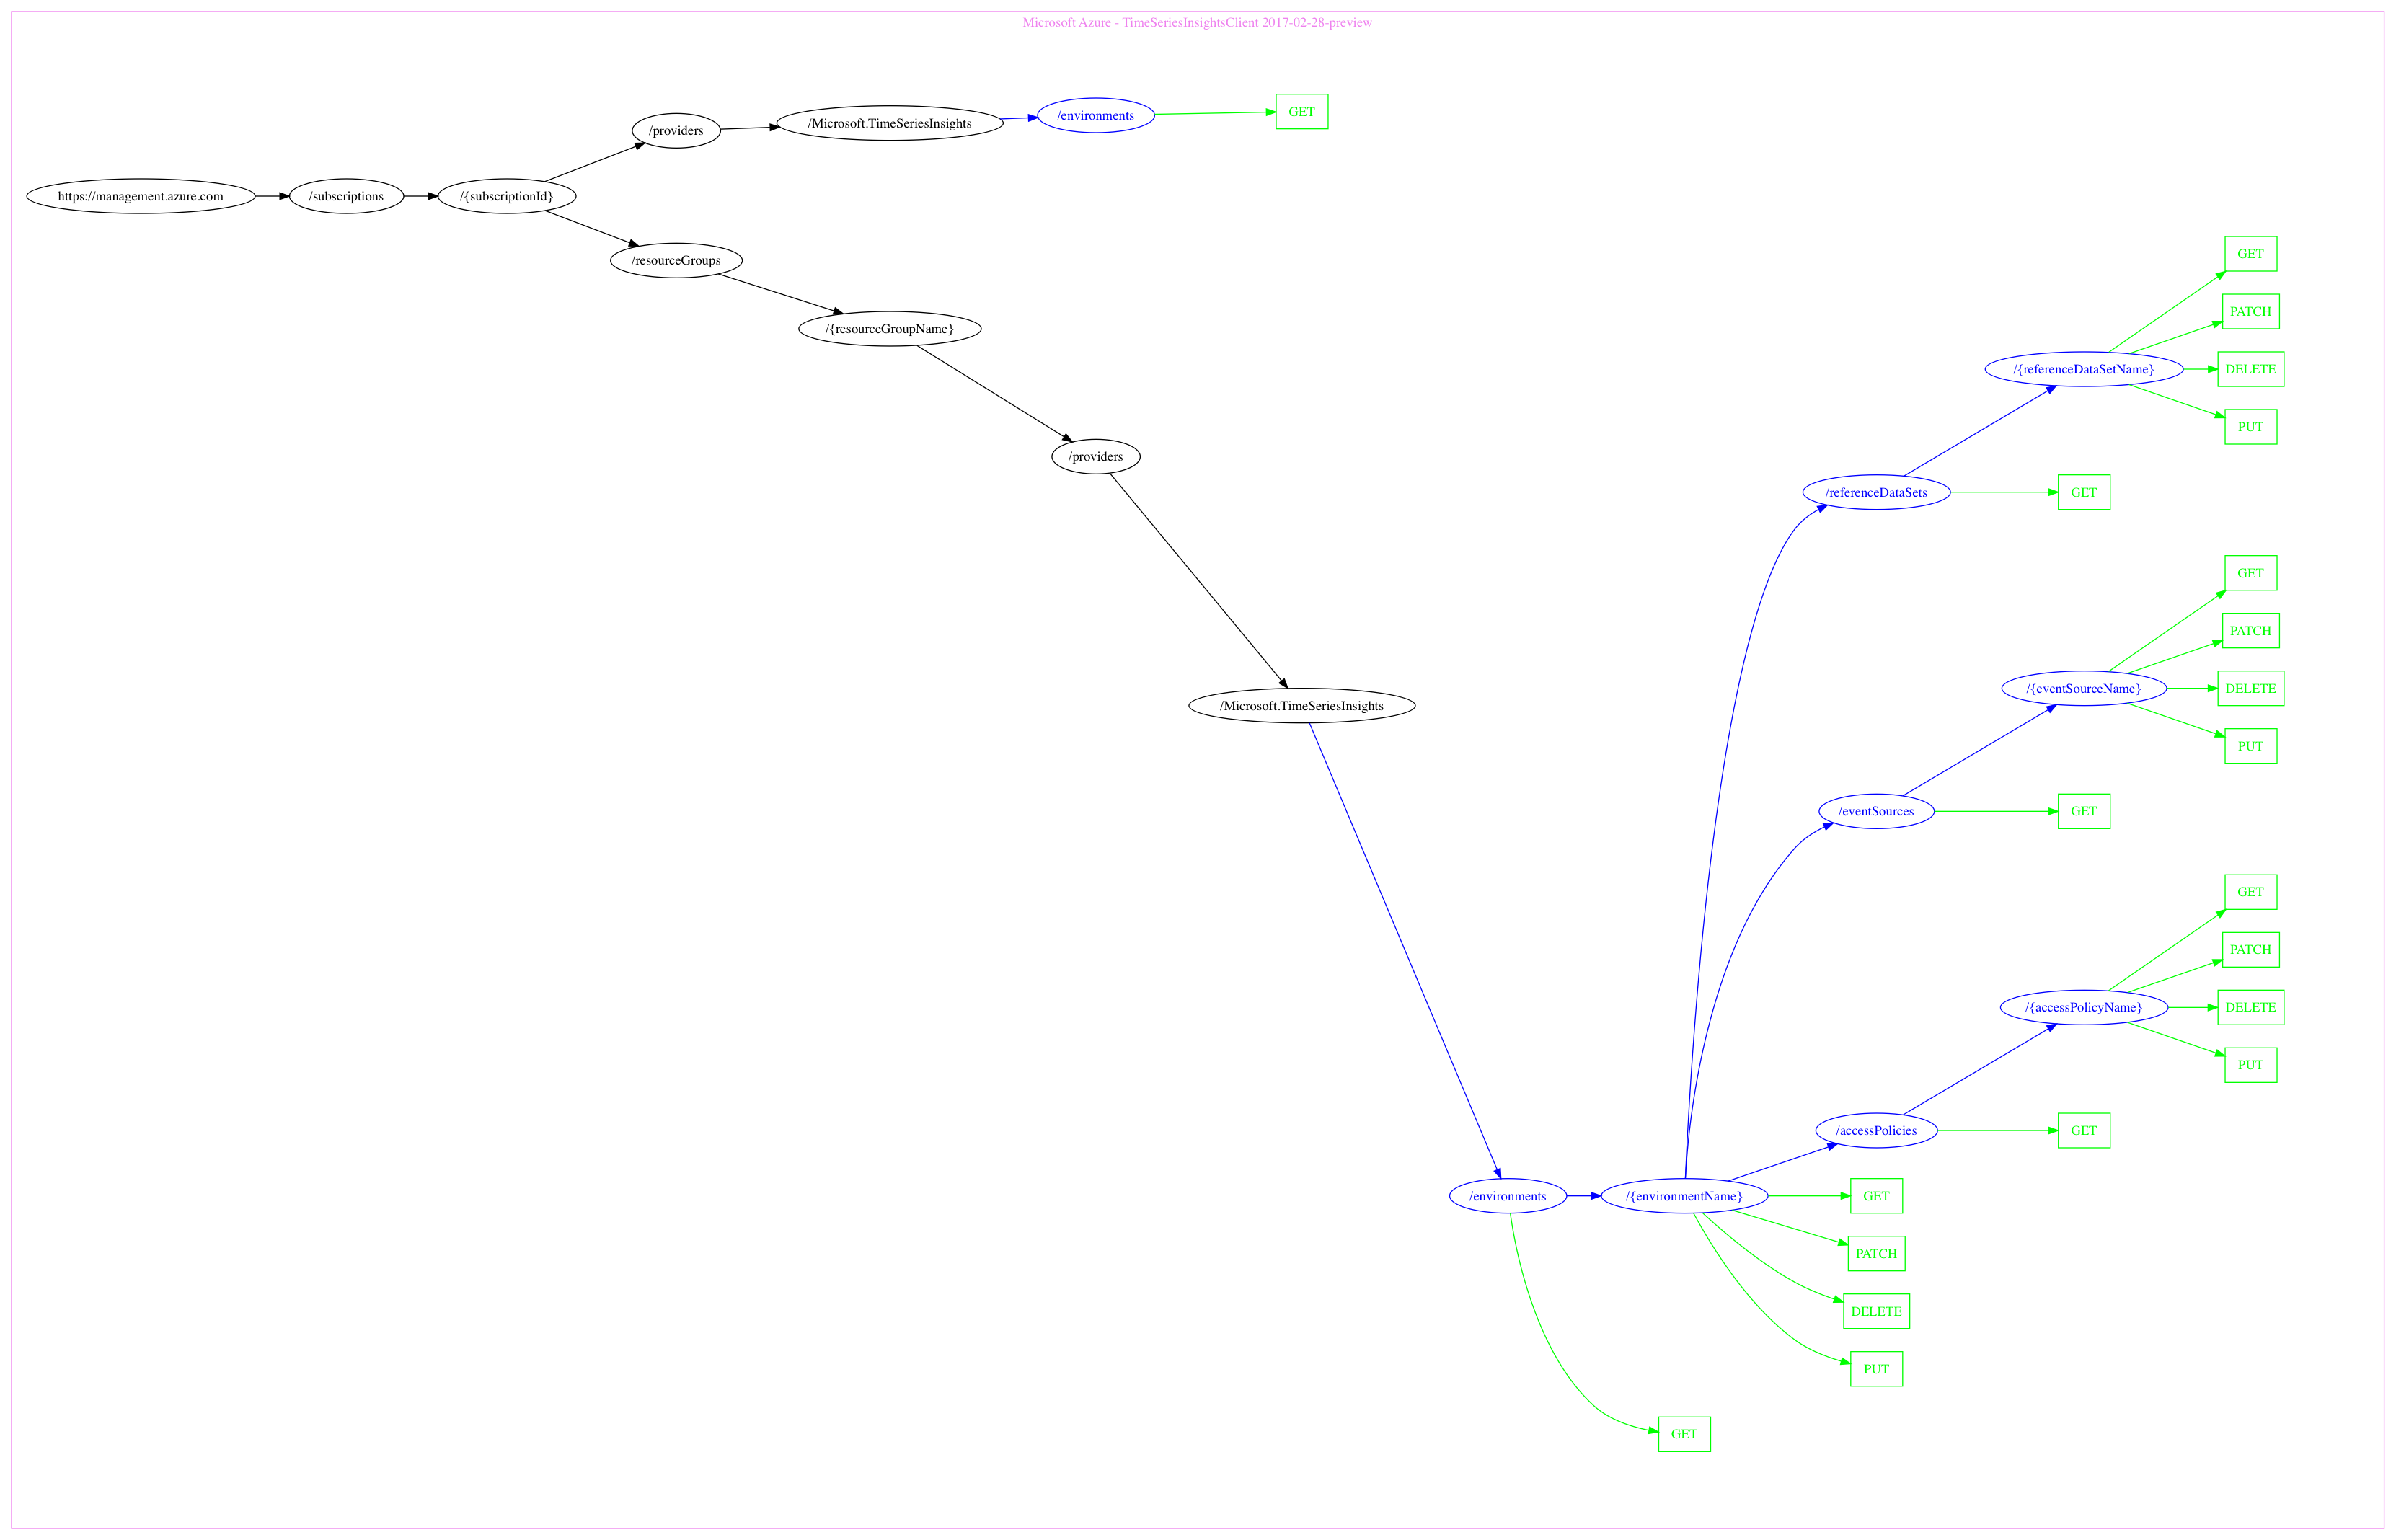 Microsoft Azure - TimeSeriesInsightsClient 2017-02-28-preview
https://management.azure.com
/subscriptions
/{subscriptionId}
/providers
/Microsoft.TimeSeriesInsights
/environments
GET
/resourceGroups
/{resourceGroupName}
/providers
/Microsoft.TimeSeriesInsights
/environments
/{environmentName}
/referenceDataSets
/{referenceDataSetName}
GET
PATCH
DELETE
PUT
GET
/eventSources
/{eventSourceName}
GET
PATCH
DELETE
PUT
GET
/accessPolicies
/{accessPolicyName}
GET
PATCH
DELETE
PUT
GET
GET
PATCH
DELETE
PUT
GET